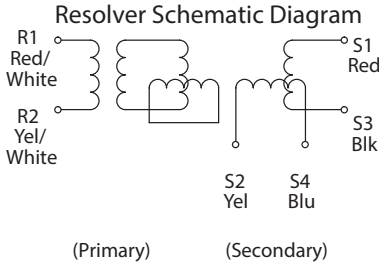 Resolver Schematic Diagram
R1
Red/
White
R2
Yel/
White
S1
Red
S3
Blk
S2
Yel
S4
Blu
(Primary)
(Secondary)